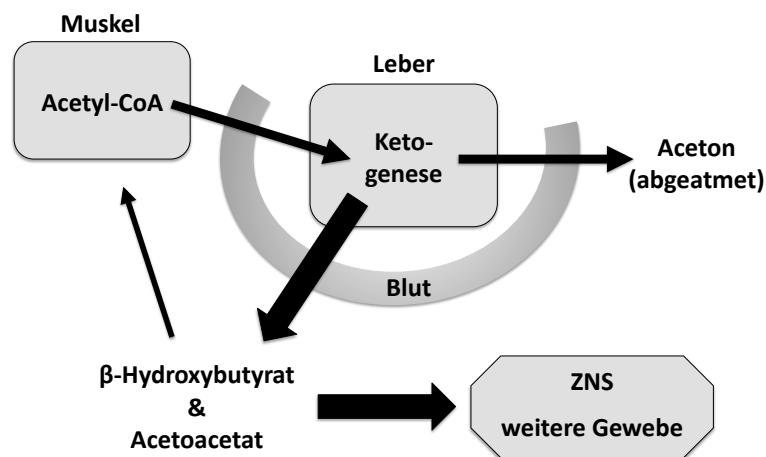 Muskel
Acetyl-CoA
Leber
Keto-
genese
Aceton
(abgeatmet)
Blut
β-Hydroxybutyrat
&
Acetoacetat
ZNS
weitere Gewebe